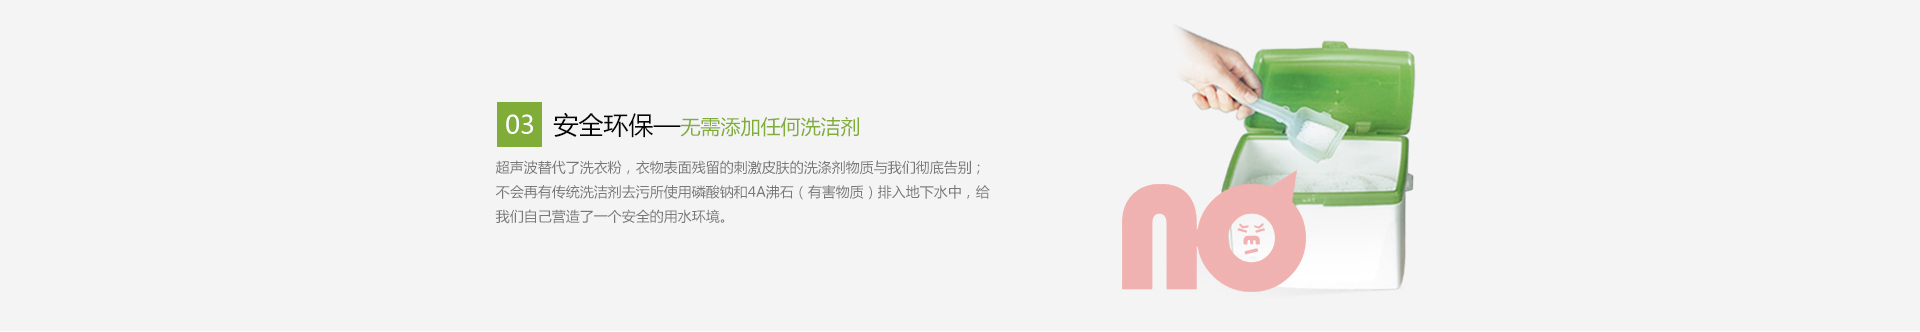 03 安全环保—无需添加任何洗洁剂
超声波替代了洗衣粉，衣物表面残留的刺激皮肤的洗涤剂物质与我们彻底告别；
不会再有传统洗洁剂去污所使用磷酸钠和4A沸石（有害物质）排入地下水中，给
我们自己营造了一个安全的用水环境。
no